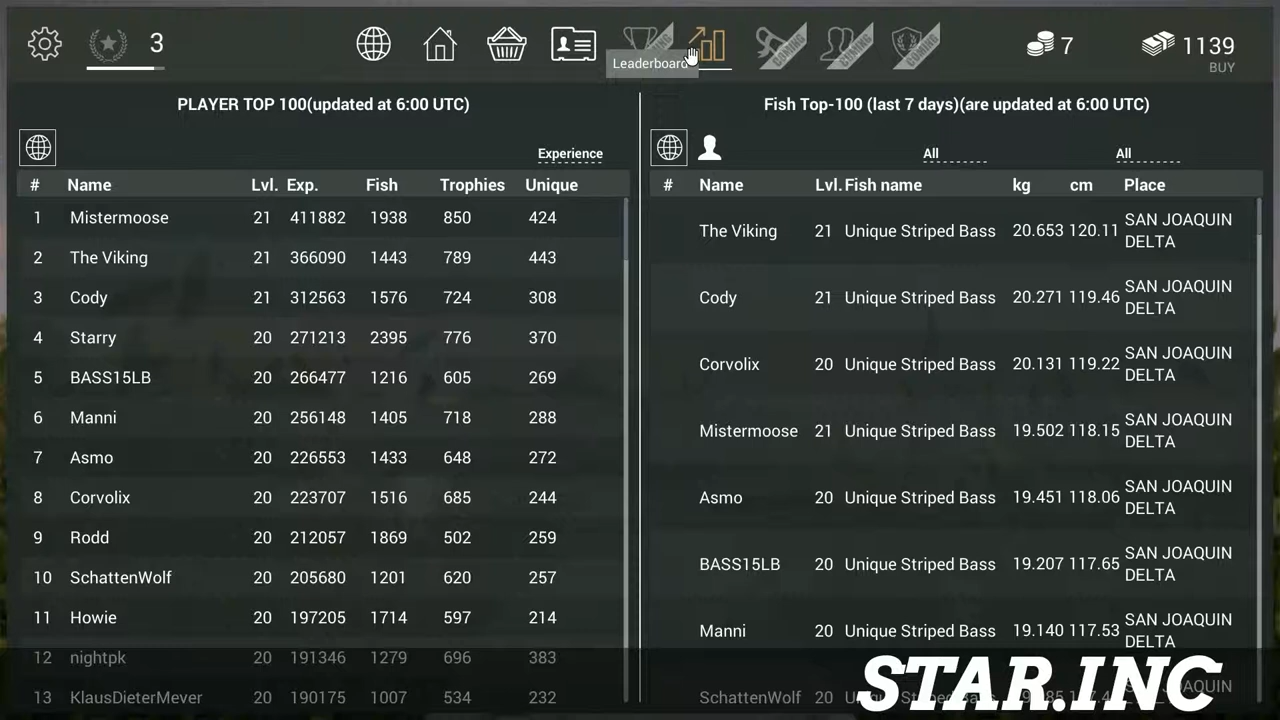 3
Leaderboard
7
1139
BUY
PLAYER TOP 100(updated at 6:00 UTC)
Experience
# Name Lvl. Exp. Fish Trophies Unique
1 Mistermoose 21 411882 1938 850 424
2 The Viking 21 366090 1443 789 443
3 Cody 21 312563 1576 724 308
4 Starry 20 271213 2395 776 370
5 BASS15LB 20 266477 1216 605 269
6 Manni 20 256148 1405 718 288
7 Asmo 20 226553 1433 648 272
8 Corvolix 20 223707 1516 685 244
9 Rodd 20 212057 1869 502 259
10 SchattenWolf 20 205680 1201 620 257
11 Howie 20 197205 1714 597 214
12 nightpk 20 191346 1279 696 383
13 KlausDieterMeyer 20 190175 1007 534 232
Fish Top-100 (last 7 days)(are updated at 6:00 UTC)
All All
# Name Lvl. Fish name kg cm Place
The Viking 21 Unique Striped Bass 20.653 120.11 SAN JOAQUIN
DELTA
Cody 21 Unique Striped Bass 20.271 119.46 SAN JOAQUIN
DELTA
Corvolix 20 Unique Striped Bass 20.131 119.22 SAN JOAQUIN
DELTA
Mistermoose 21 Unique Striped Bass 19.502 118.15 SAN JOAQUIN
DELTA
Asmo 20 Unique Striped Bass 19.451 118.06 SAN JOAQUIN
DELTA
BASS15LB 20 Unique Striped Bass 19.207 117.65 SAN JOAQUIN
DELTA
Manni 20 Unique Striped Bass 19.140 117.53 SAN JOAQUIN
DELTA
SchattenWolf 20
STAR.INC